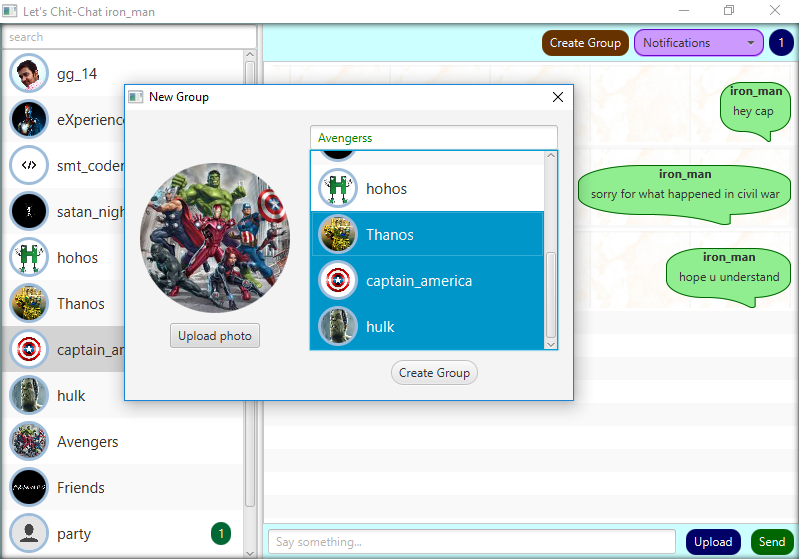 Let's Chit-Chat iron_man
search
Create Group
Notifications
1
gg_14
eXperienc
smt_coder
satan_nigh
hohos
Thanos
captain_am
hulk
Avengers
Friends
party
1
New Group
Avengerss
hohos
Thanos
captain_america
hulk
Upload photo
Create Group
iron_man
hey cap
iron_man
sorry for what happened in civil war
iron_man
hope u understand
Say something...
Upload
Send